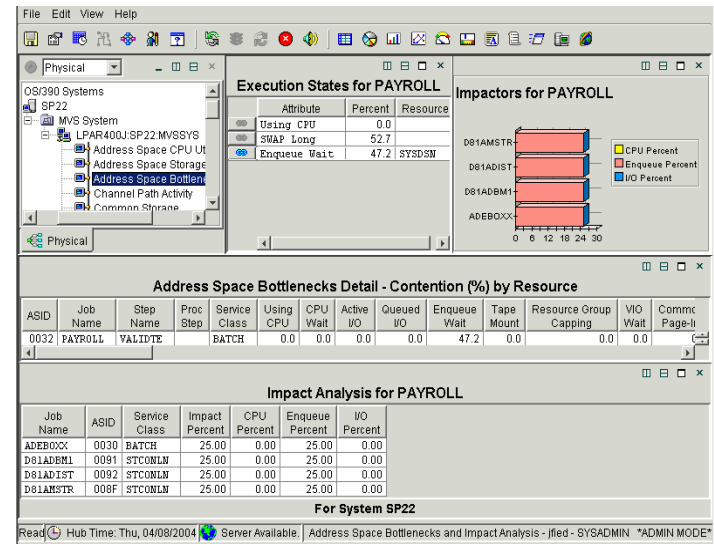 File Edit View Help
Physical
OS/390 Systems
SP22
MVS System
LPAR400J:SP22:MVSSYS
Address Space CPU Ut
Address Space Storage
Address Space Bottlene
Channel Path Activity
Common Storage
Physical
Execution States for PAYROLL
Attribute Percent Resource
Using CPU 0.0
SWAP Long 52.7
Enqueue Wait 47.2 SYSDSN
Impactors for PAYROLL
D81AMSTR
D81ADIST
D81ADBM1
ADEBOXX
0 6 12 18 24 30
CPU Percent
Enqueue Percent
I/O Percent
Address Space Bottlenecks Detail - Contention (%) by Resource
ASID Job Name Step Name Proc Step Service Class Using CPU CPU Wait Active I/O Queued I/O Enqueue Wait Tape Mount Resource Group Capping VIO Wait Commc Page-In
0032 PAYROLL VALIDTE BATCH 0.0 0.0 0.0 0.0 47.2 0.0 0.0 0.0
Impact Analysis for PAYROLL
Job Name ASID Service Class Impact Percent CPU Percent Enqueue Percent I/O Percent
ADEBOXX 0030 BATCH 25.00 0.00 25.00 0.00
D81ADBM1 0091 STCONLN 25.00 0.00 25.00 0.00
D81ADIST 0092 STCONLN 25.00 0.00 25.00 0.00
D81AMSTR 008F STCONLN 25.00 0.00 25.00 0.00
For System SP22
Read Hub Time: Thu, 04/08/2004 Server Available. Address Space Bottlenecks and Impact Analysis - jfied - SYSADMIN *ADMIN MODE*